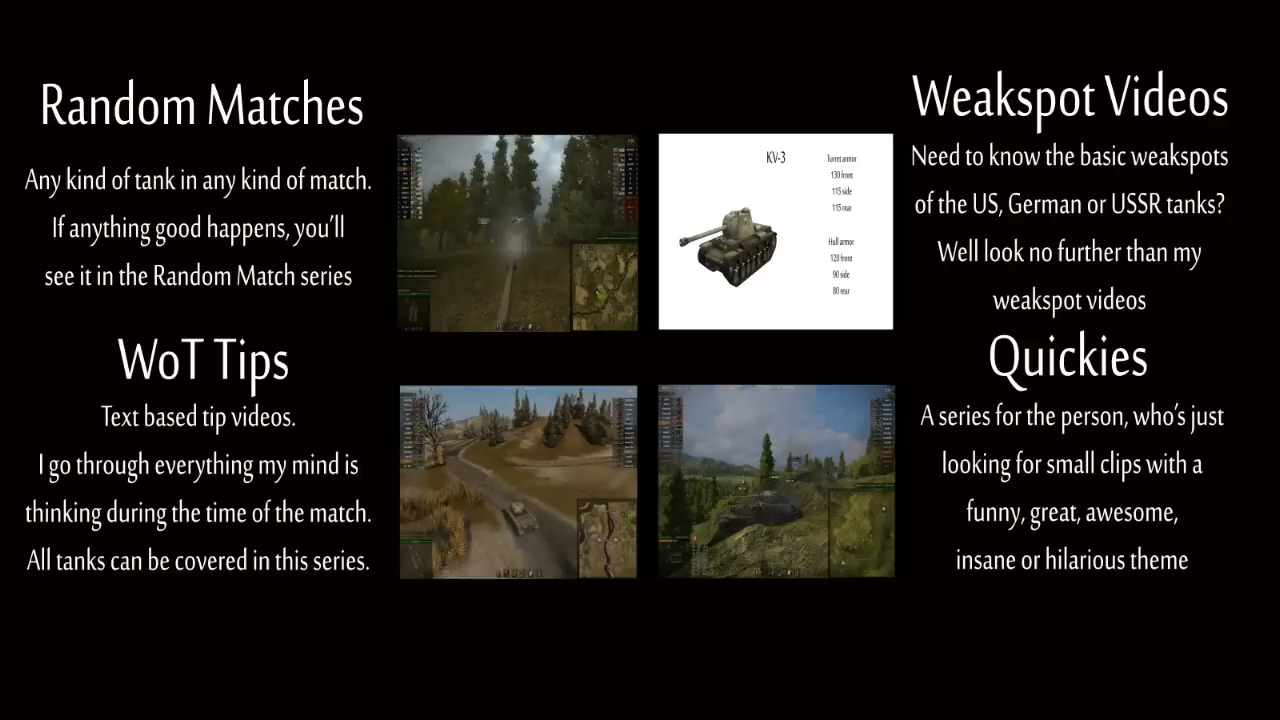 Random Matches
Any kind of tank in any kind of match.
If anything good happens, you'll
see it in the Random Match series
WoT Tips
Text based tip videos.
I go through everything my mind is
thinking during the time of the match.
All tanks can be covered in this series.
KV-3
Turret armor
130 front
115 side
115 rear
Hull armor
120 front
90 side
80 rear
Weakspot Videos
Need to know the basic weakspots
of the US, German or USSR tanks?
Well look no further than my
weakspot videos
Quickies
A series for the person, who's just
looking for small clips with a
funny, great, awesome,
insane or hilarious theme